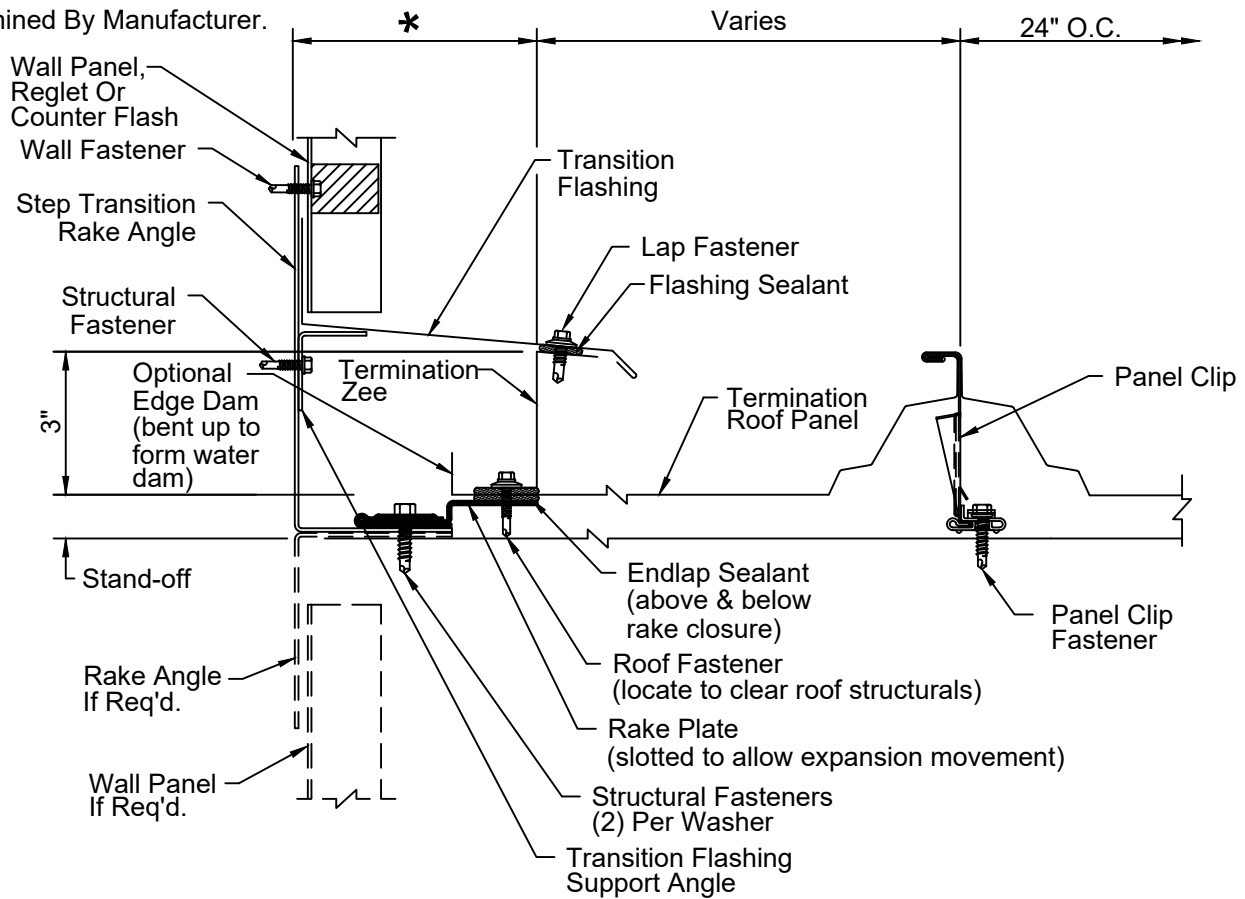 By Manufacturer.
*
Varies
24" O.C.
Wall Panel,
Reglet Or
Counter Flash
Wall Fastener
Step Transition
Rake Angle
Structural
Fastener
Transition
Flashing
Lap Fastener
Flashing Sealant
3"
Optional
Edge Dam
(bent up to
form water
dam)
Termination
Zee
Termination
Roof Panel
Panel Clip
Stand-off
Endlap Sealant
(above & below
rake closure)
Panel Clip
Fastener
Rake Angle
If Req'd.
Roof Fastener
(locate to clear roof structurals)
Rake Plate
(slotted to allow expansion movement)
Wall Panel
If Req'd.
Structural Fasteners
(2) Per Washer
Transition Flashing
Support Angle